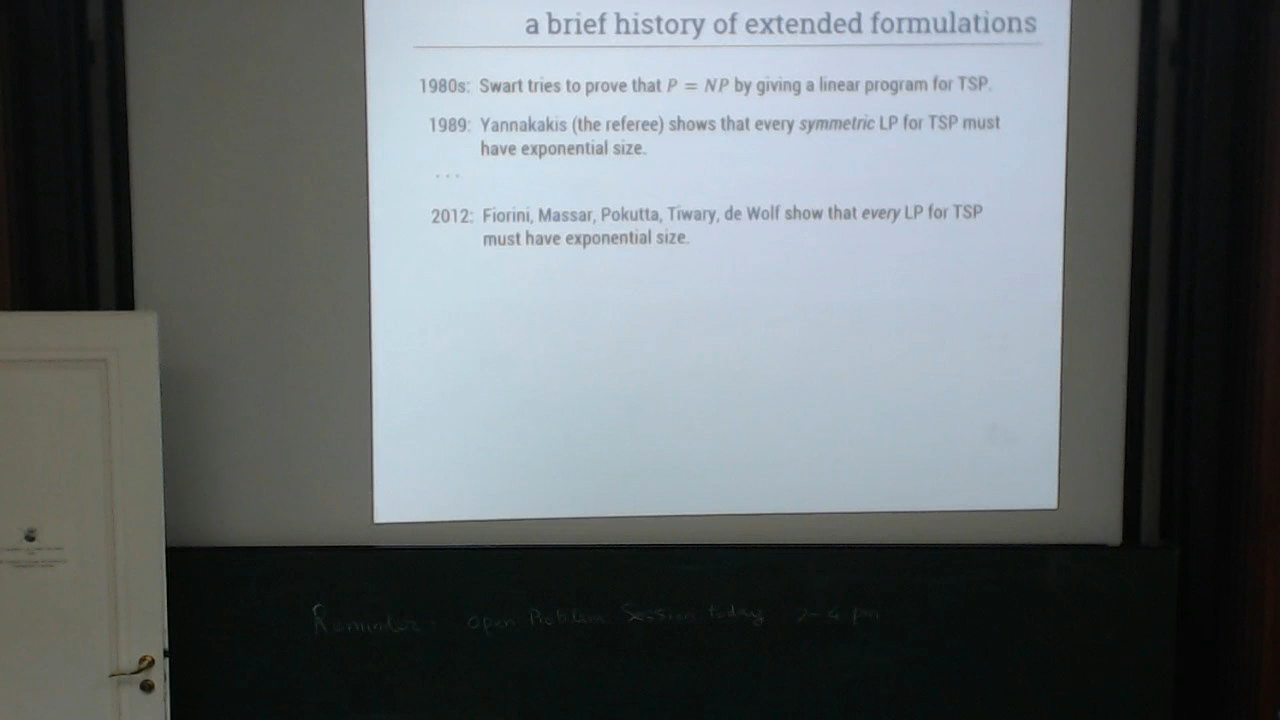 a brief history of extended formulations
1980s: Swart tries to prove that P = NP by giving a linear program for TSP.
1989: Yannakakis (the referee) shows that every symmetric LP for TSP must
have exponential size.
...
2012: Fiorini, Massar, Pokutta, Tiwary, de Wolf show that every LP for TSP
must have exponential size.
Reminder: Open Problem Session today 2-4 pm